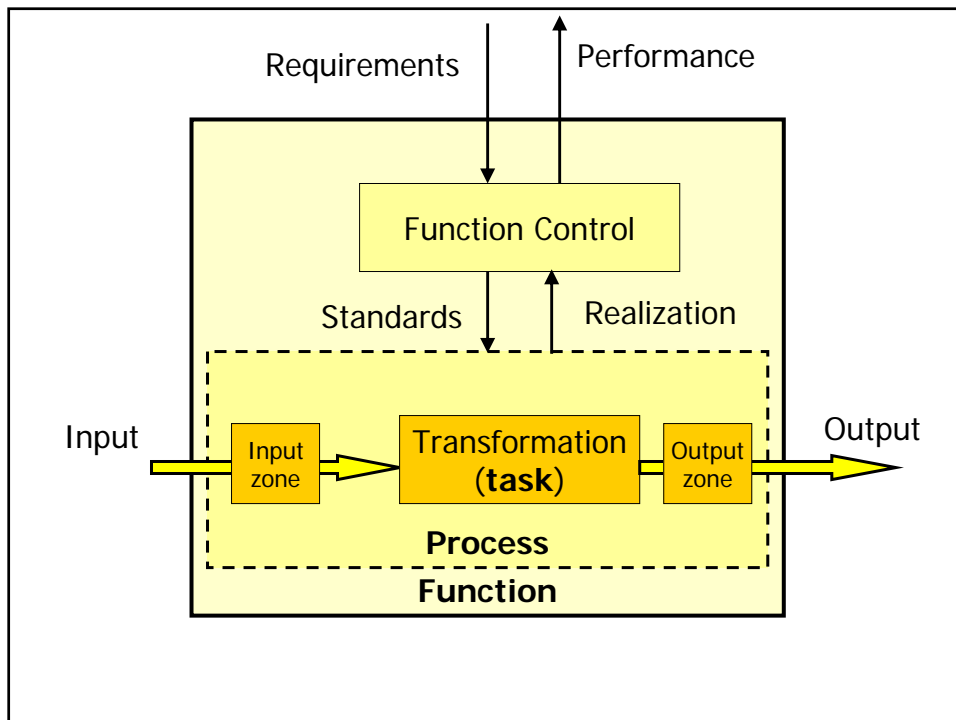 Requirements
Performance
Function Control
Standards
Realization
Input
Input
zone
Transformation
(task)
Output
zone
Output
Process
Function